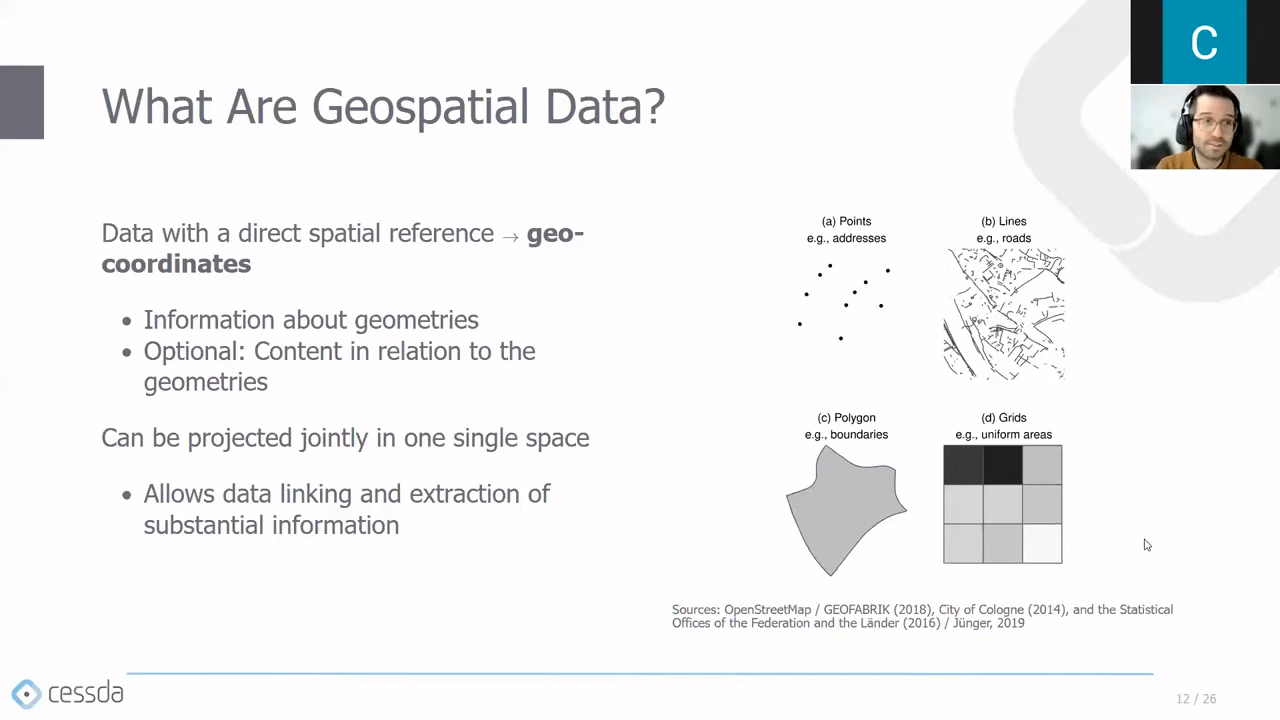 C
What Are Geospatial Data?
Data with a direct spatial reference → geo-
coordinates
• Information about geometries
• Optional: Content in relation to the
geometries
Can be projected jointly in one single space
• Allows data linking and extraction of
substantial information
(a) Points
e.g., addresses
(b) Lines
e.g., roads
(c) Polygon
e.g., boundaries
(d) Grids
e.g., uniform areas
Sources: OpenStreetMap / GEOFABRIK (2018), City of Cologne (2014), and the Statistical
Offices of the Federation and the Länder (2016) / Jünger, 2019
cessda
12 / 26